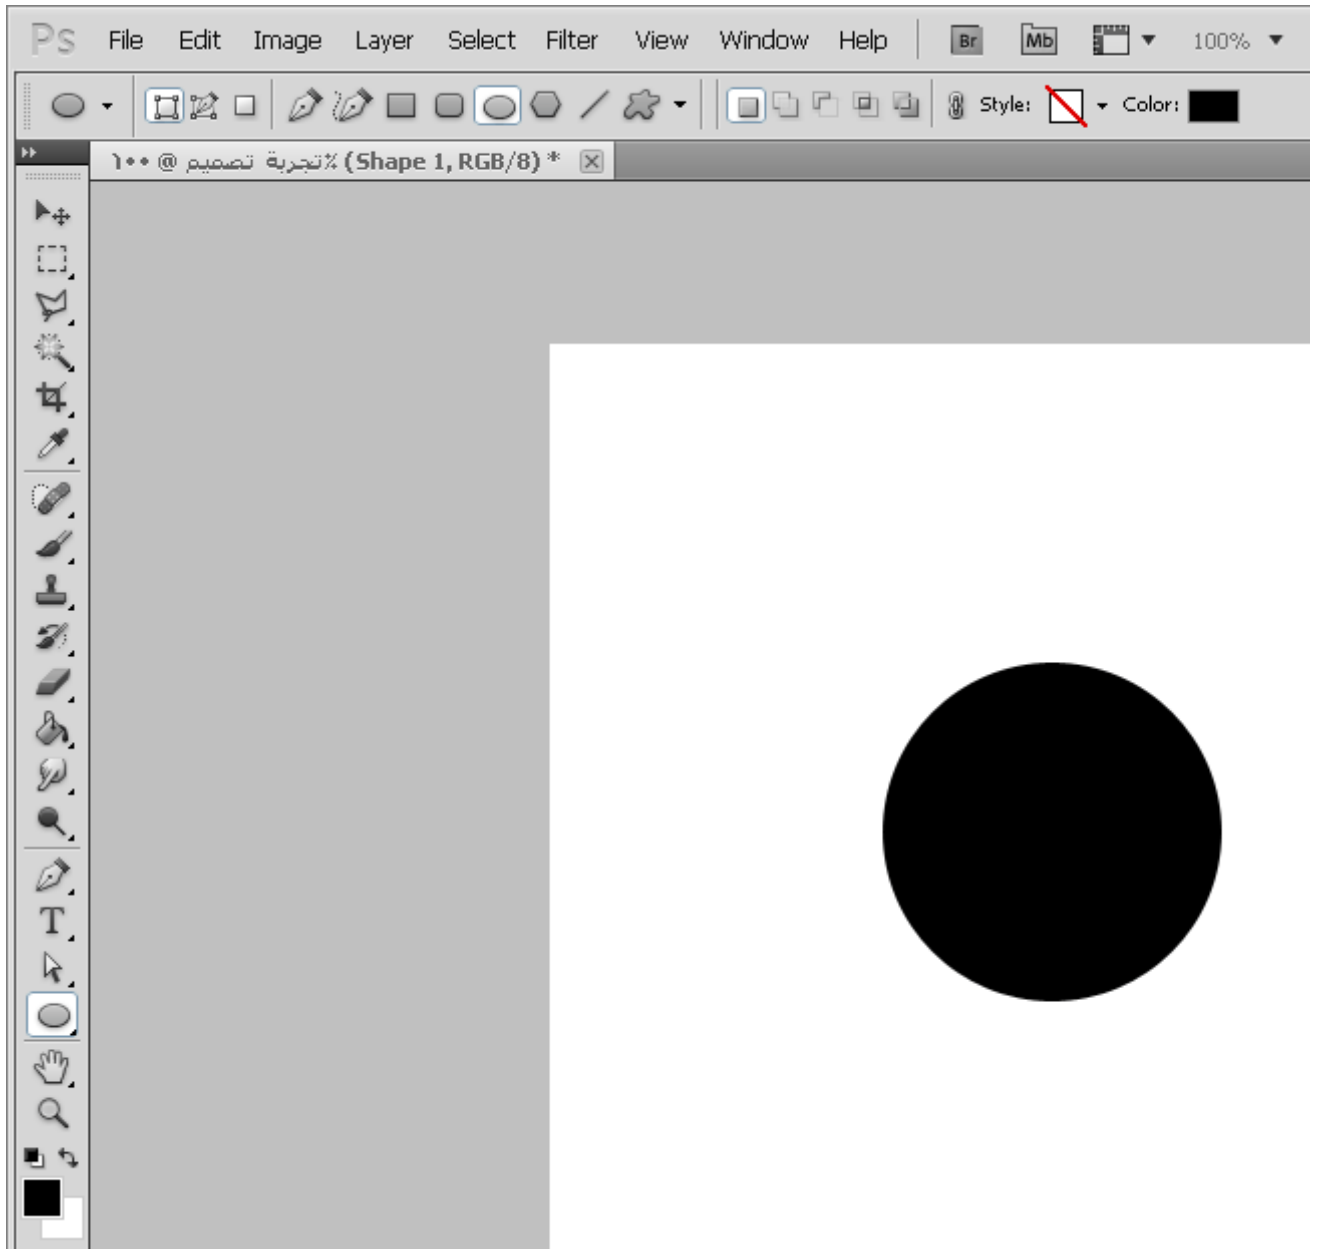 Ps File Edit Image Layer Select Filter View Window Help Br Mb 100%
Style: Color:
تجربة تصميم @ ١٠٠% (Shape 1, RGB/8) *
T